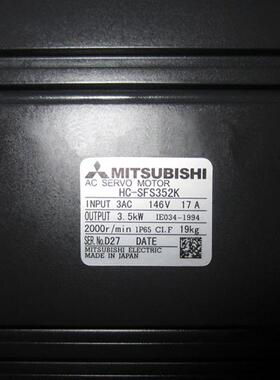 MITSUBISHI
AC SERVO MOTOR
HC-SFS352K
INPUT 3AC 146V 17A
OUTPUT 3.5kW IE034-1994
2000r/min IP65 CI.F 19kg
SER.No.D27 DATE
MITSUBISHI ELECTRIC
MADE IN JAPAN